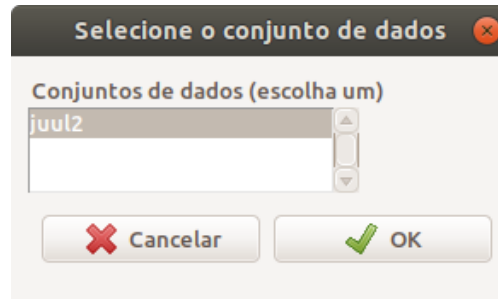 Selecione o conjunto de dados
Conjuntos de dados (escolha um)
juul2
Cancelar
OK